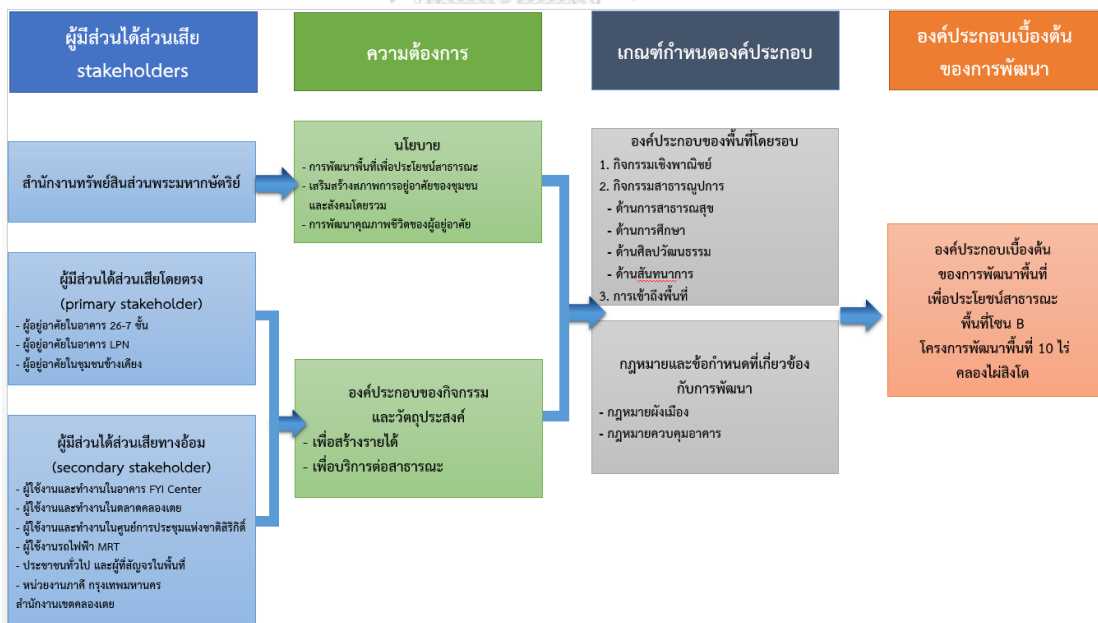 ผู้มีส่วนได้ส่วนเสีย
stakeholders
ความต้องการ
เกณฑ์กำหนดองค์ประกอบ
องค์ประกอบเบื้องต้น
ของการพัฒนา
สำนักงานทรัพย์สินส่วนพระมหากษัตริย์
นโยบาย
- การพัฒนาพื้นที่เพื่อประโยชน์สาธารณะ
- เสริมสร้างสภาพการอยู่อาศัยของชุมชน
และสังคมโดยรวม
- การพัฒนาคุณภาพชีวิตของผู้อยู่อาศัย
องค์ประกอบของพื้นที่โดยรอบ
1. กิจกรรมเชิงพาณิชย์
2. กิจกรรมสาธารณูปการ
- ด้านการสาธารณสุข
- ด้านการศึกษา
- ด้านศิลปวัฒนธรรม
- ด้านสันทนาการ
3. การเข้าถึงพื้นที่
ผู้มีส่วนได้ส่วนเสียโดยตรง
(primary stakeholder)
- ผู้อยู่อาศัยในอาคาร 26-7 ชั้น
- ผู้อยู่อาศัยในอาคาร LPN
- ผู้อยู่อาศัยในชุมชนข้างเคียง
องค์ประกอบของกิจกรรม
และวัตถุประสงค์
- เพื่อสร้างรายได้
- เพื่อบริการต่อสาธารณะ
กฎหมายและข้อกำหนดที่เกี่ยวข้อง
กับการพัฒนา
- กฎหมายผังเมือง
- กฎหมายควบคุมอาคาร
องค์ประกอบเบื้องต้น
ของการพัฒนาพื้นที่
เพื่อประโยชน์สาธารณะ
พื้นที่โซน B
โครงการพัฒนาพื้นที่ 10 ไร่
คลองไผ่สิงโต
ผู้มีส่วนได้ส่วนเสียทางอ้อม
(secondary stakeholder)
- ผู้ใช้งานและทำงานในอาคาร FYI Center
- ผู้ใช้งานและทำงานในตลาดคลองเตย
- ผู้ใช้งานและทำงานในศูนย์การประชุมแห่งชาติสิริกิติ์
- ผู้ใช้งานรถไฟฟ้า MRT
- ประชาชนทั่วไป และผู้ที่สัญจรในพื้นที่
- หน่วยงานภาคี กรุงเทพมหานคร
สำนักงานเขตคลองเตย